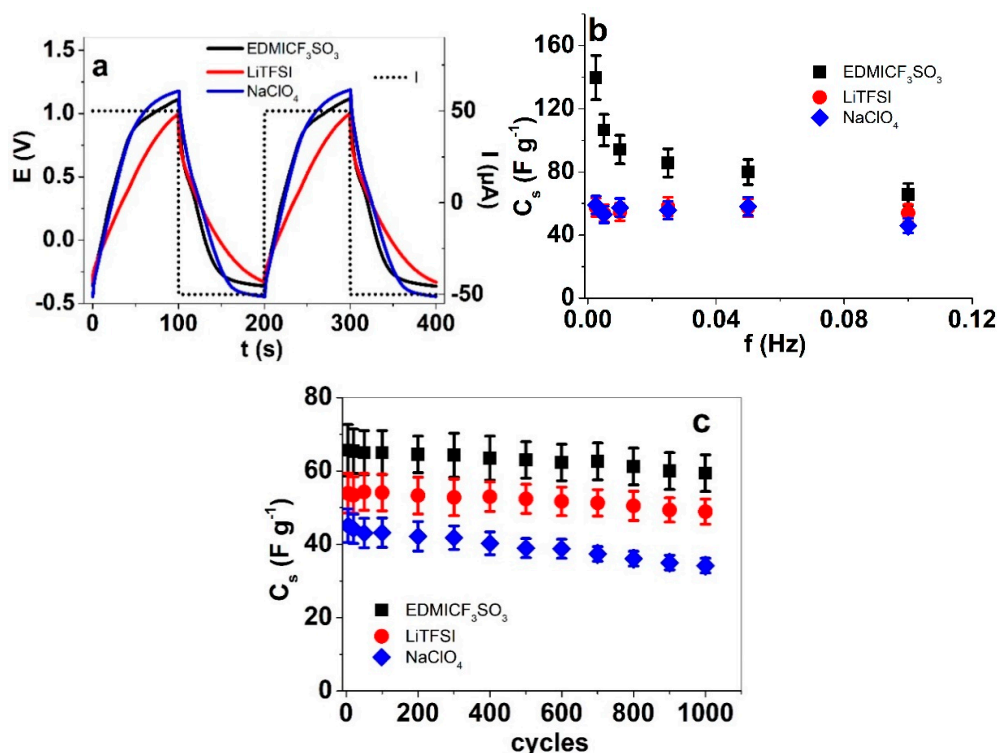 a
EDMICF₃SO₃
LiTFSI
NaClO₄
I
1.5
1.0
0.5
0.0
-0.5
E (V)
50
0
-50
I (µA)
0 100 200 300 400
t (s)
b
EDMICF₃SO₃
LiTFSI
NaClO₄
160
120
80
40
0
Cₛ (F g⁻¹)
0.00 0.04 0.08 0.12
f (Hz)
c
80
60
40
20
0
Cₛ (F g⁻¹)
EDMICF₃SO₃
LiTFSI
NaClO₄
0 200 400 600 800 1000
cycles